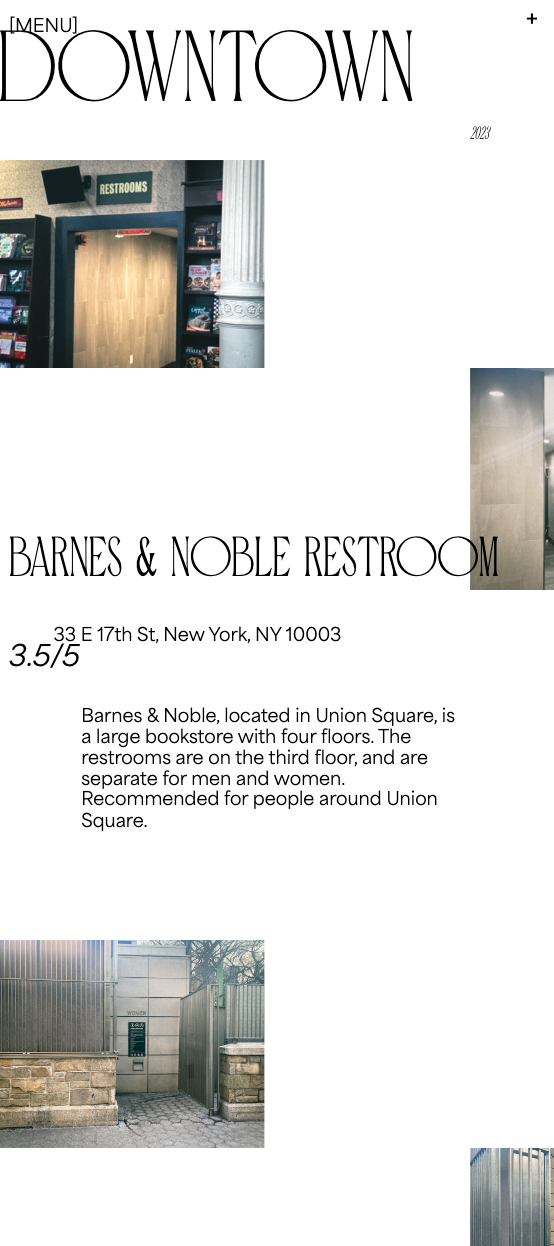 [MENU]
+
DOWNTOWN
2023
RESTROOMS
BARNES & NOBLE RESTROOM
33 E 17th St, New York, NY 10003
3.5/5
Barnes & Noble, located in Union Square, is
a large bookstore with four floors. The
restrooms are on the third floor, and are
separate for men and women.
Recommended for people around Union
Square.
WOMEN